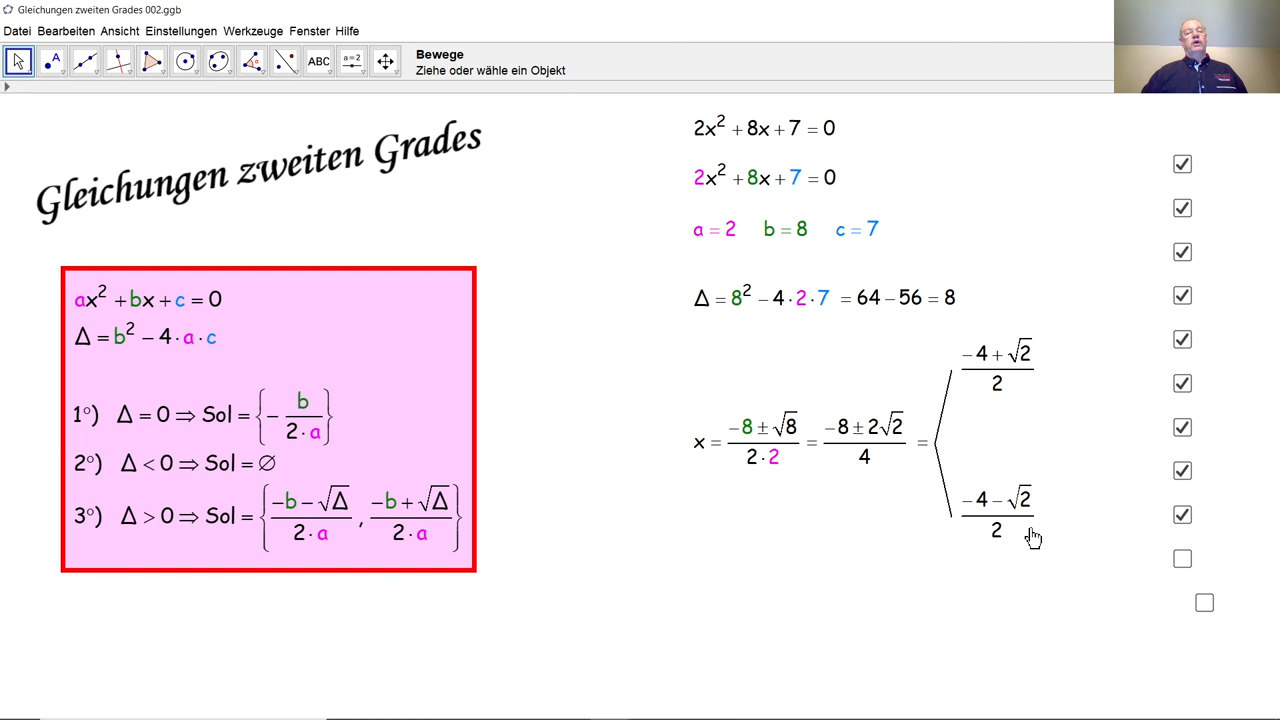 Gleichungen zweiten Grades 002.ggb
Datei Bearbeiten Ansicht Einstellungen Werkzeuge Fenster Hilfe
A ABC a=2
Bewege
Ziehe oder wähle ein Objekt
Gleichungen zweiten Grades
ax² + bx + c = 0
Δ = b² − 4 · a · c
1°) Δ = 0 ⇒ Sol = { − b / (2 · a) }
2°) Δ < 0 ⇒ Sol = ∅
3°) Δ > 0 ⇒ Sol = { (−b − √Δ) / (2 · a) , (−b + √Δ) / (2 · a) }
2x² + 8x + 7 = 0
2x² + 8x + 7 = 0
a = 2 b = 8 c = 7
Δ = 8² − 4 · 2 · 7 = 64 − 56 = 8
x = (−8 ± √8) / (2 · 2) = (−8 ± 2√2) / 4 =
(−4 + √2) / 2
(−4 − √2) / 2